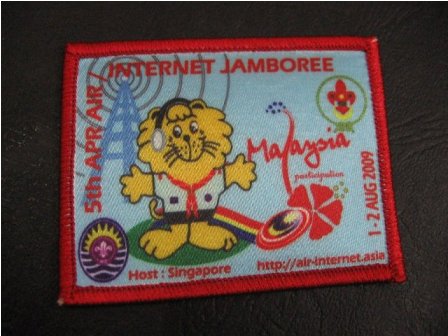 5th APR AIR /
INTERNET JAMBOREE
Malaysia
participation
1 - 2 AUG 2009
Host : Singapore
http://air-internet.asia